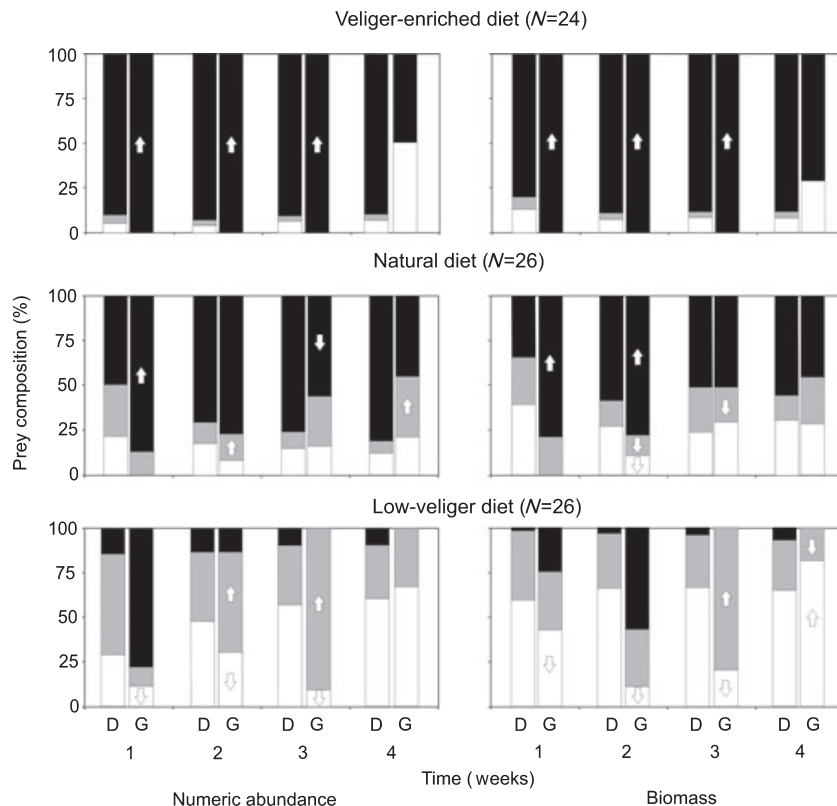 Veliger-enriched diet (N=24)
100
75
50
25
0
Natural diet (N=26)
Prey composition (%)
100
75
50
25
0
Low-veliger diet (N=26)
100
75
50
25
0
D G D G D G D G D G D G D G D G
1 2 3 4 1 2 3 4
Time ( weeks)
Numeric abundance Biomass